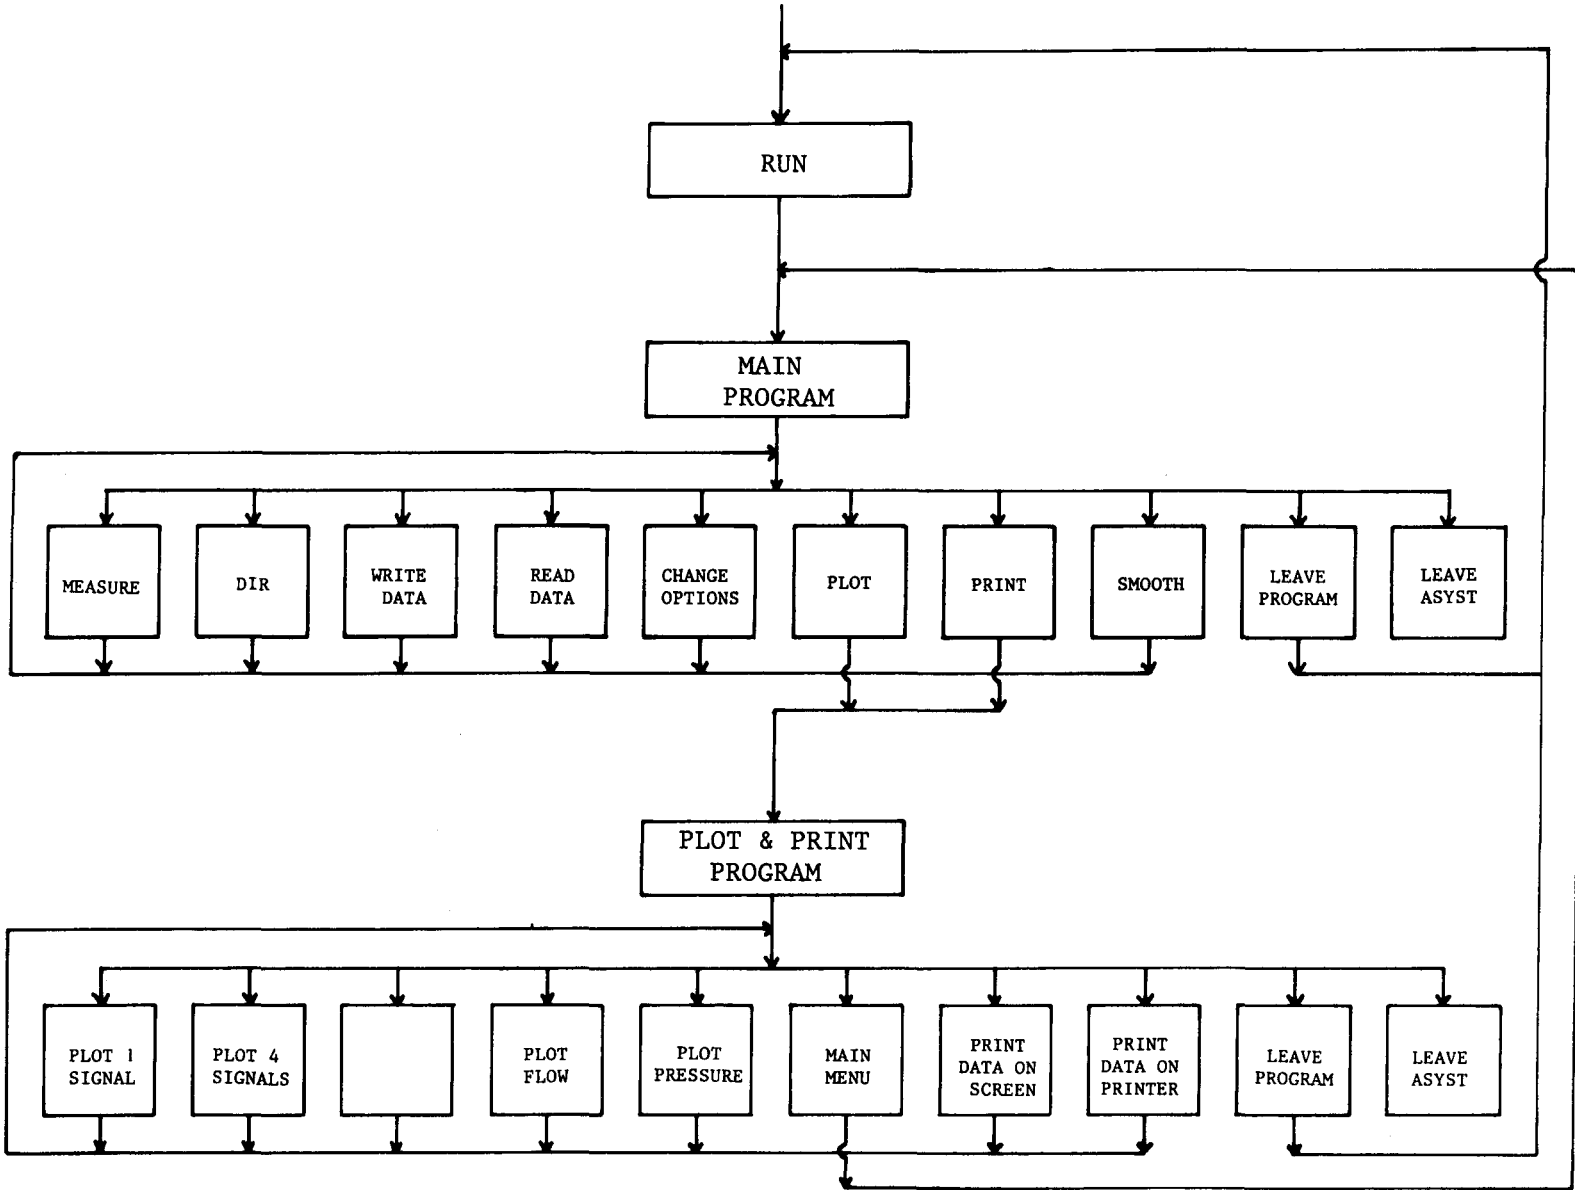 RUN
MAIN
PROGRAM
MEASURE
DIR
WRITE
DATA
READ
DATA
CHANGE
OPTIONS
PLOT
PRINT
SMOOTH
LEAVE
PROGRAM
LEAVE
ASYST
PLOT & PRINT
PROGRAM
PLOT 1
SIGNAL
PLOT 4
SIGNALS
PLOT
FLOW
PLOT
PRESSURE
MAIN
MENU
PRINT
DATA ON
SCREEN
PRINT
DATA ON
PRINTER
LEAVE
PROGRAM
LEAVE
ASYST